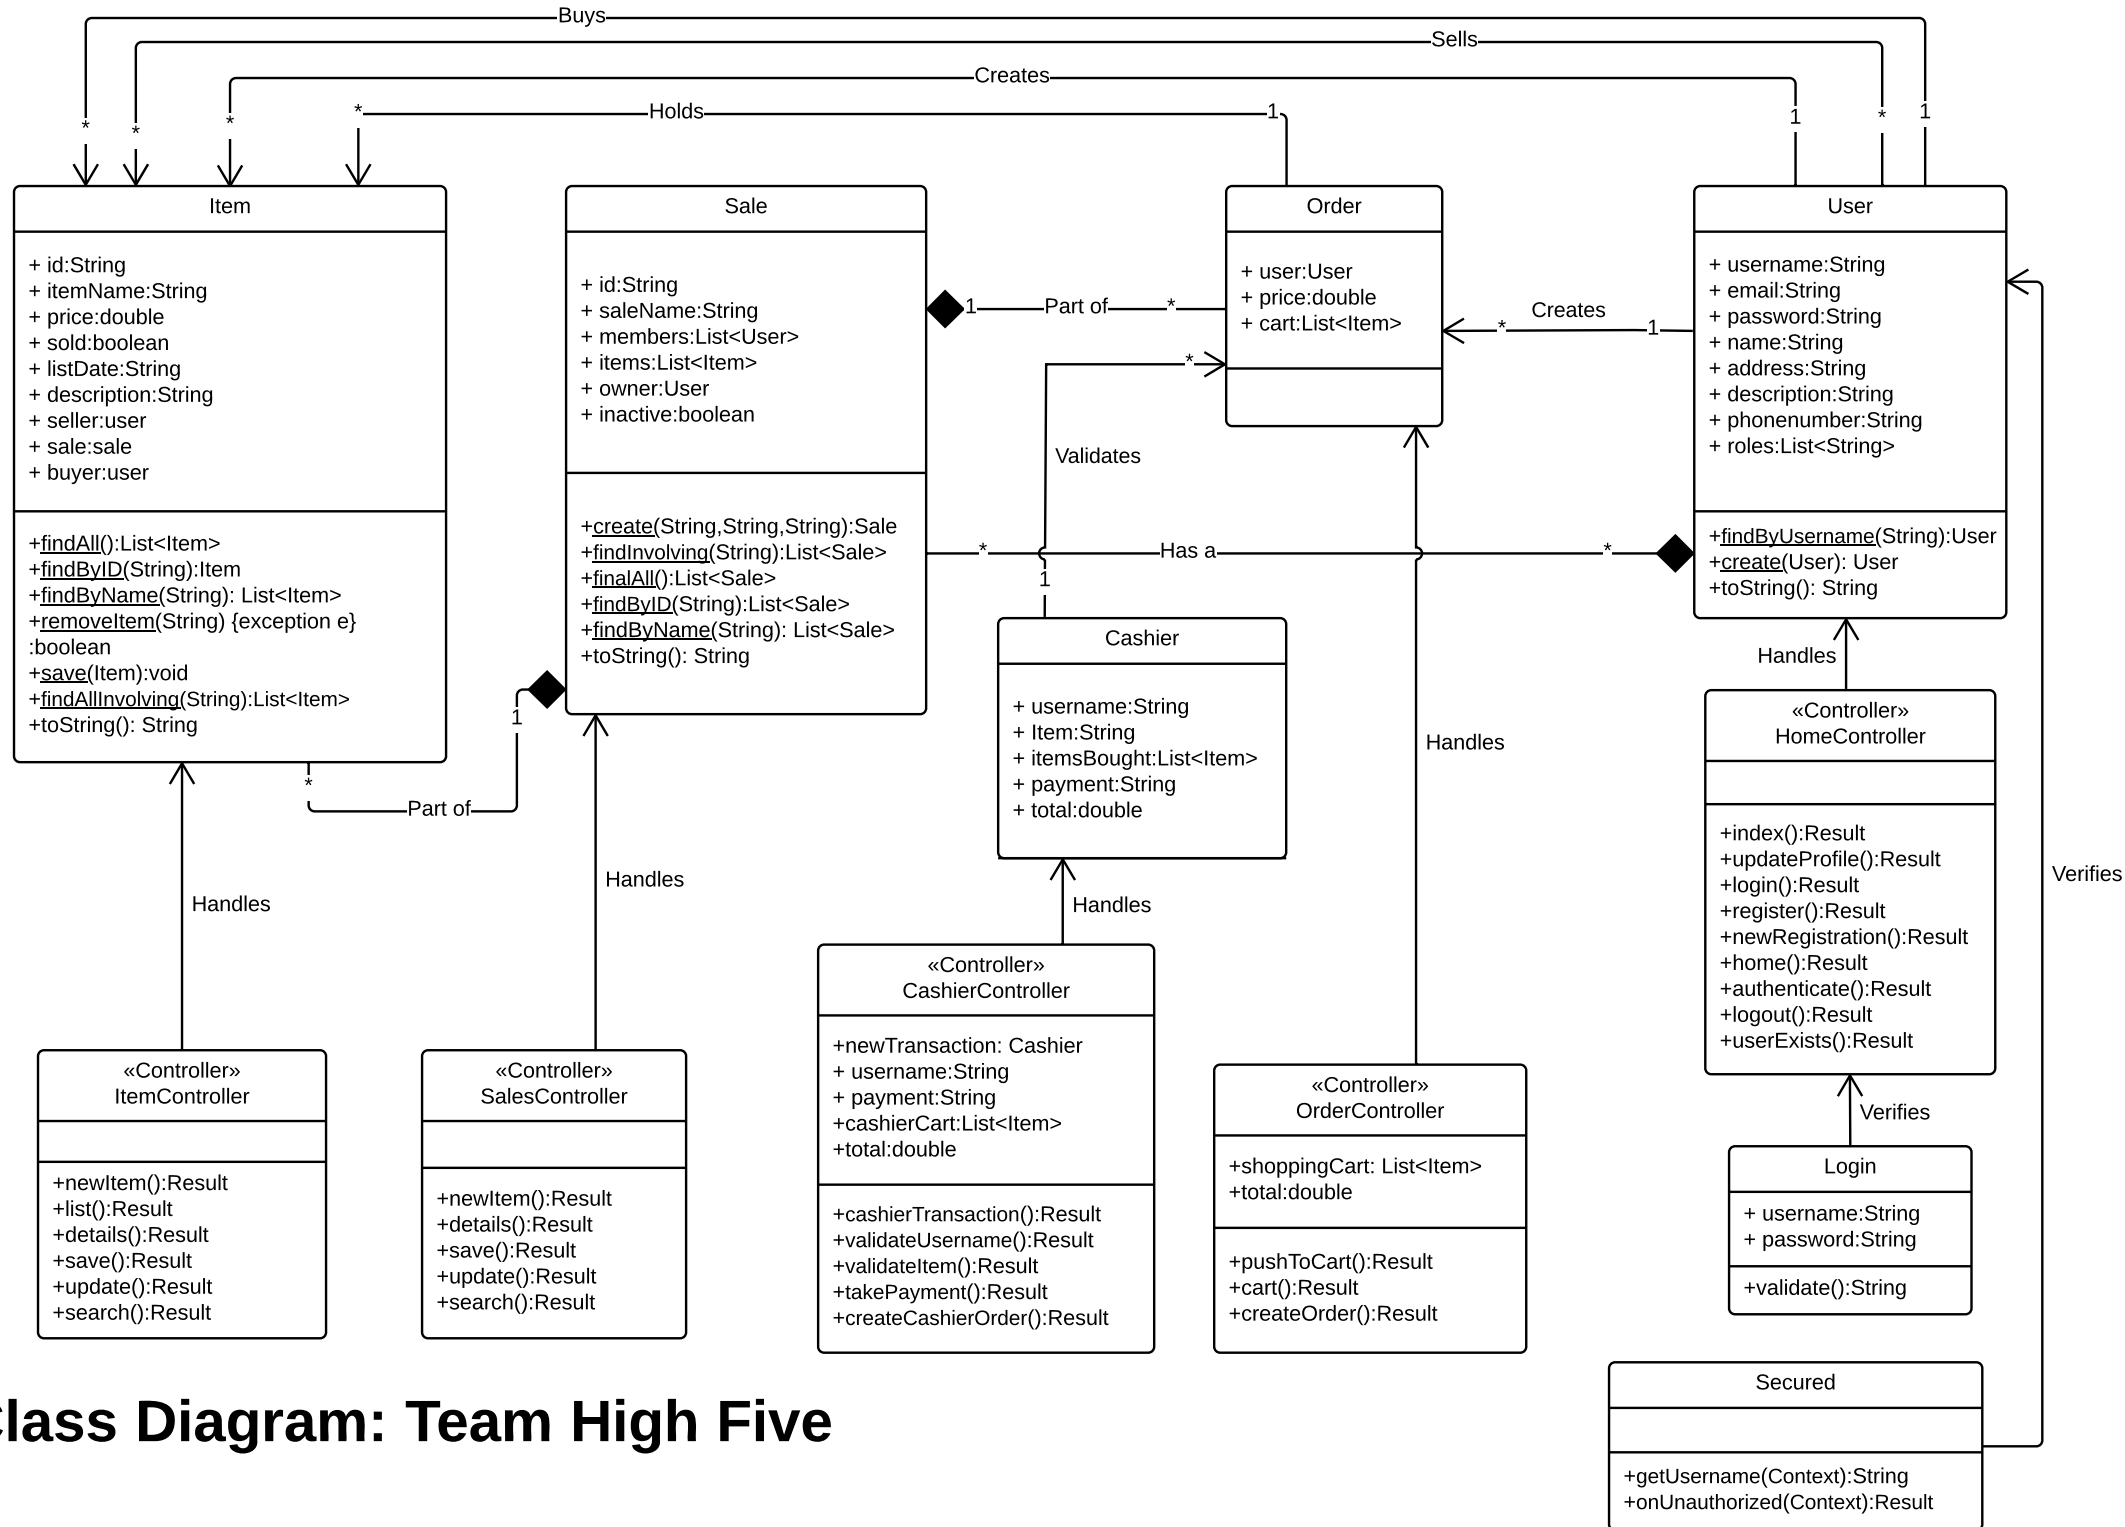 Buys
Sells
Creates
Holds
*
*
*
*
1
1
*
1
Item
+ id:String
+ itemName:String
+ price:double
+ sold:boolean
+ listDate:String
+ description:String
+ seller:user
+ sale:sale
+ buyer:user
+findAll():List<Item>
+findByID(String):Item
+findByName(String): List<Item>
+removeItem(String) {exception e}
:boolean
+save(Item):void
+findAllInvolving(String):List<Item>
+toString(): String
Sale
+ id:String
+ saleName:String
+ members:List<User>
+ items:List<Item>
+ owner:User
+ inactive:boolean
+create(String,String,String):Sale
+findInvolving(String):List<Sale>
+finalAll():List<Sale>
+findByID(String):List<Sale>
+findByName(String): List<Sale>
+toString(): String
1
Part of
*
Order
+ user:User
+ price:double
+ cart:List<Item>
*
Creates
1
User
+ username:String
+ email:String
+ password:String
+ name:String
+ address:String
+ description:String
+ phonenumber:String
+ roles:List<String>
+findByUsername(String):User
+create(User): User
+toString(): String
*
Validates
1
*
Has a
*
*
Part of
1
Cashier
+ username:String
+ Item:String
+ itemsBought:List<Item>
+ payment:String
+ total:double
Handles
Handles
Handles
Handles
Handles
Verifies
«Controller»
HomeController
+index():Result
+updateProfile():Result
+login():Result
+register():Result
+newRegistration():Result
+home():Result
+authenticate():Result
+logout():Result
+userExists():Result
«Controller»
ItemController
+newItem():Result
+list():Result
+details():Result
+save():Result
+update():Result
+search():Result
«Controller»
SalesController
+newItem():Result
+details():Result
+save():Result
+update():Result
+search():Result
«Controller»
CashierController
+newTransaction: Cashier
+ username:String
+ payment:String
+cashierCart:List<Item>
+total:double
+cashierTransaction():Result
+validateUsername():Result
+validateItem():Result
+takePayment():Result
+createCashierOrder():Result
«Controller»
OrderController
+shoppingCart: List<Item>
+total:double
+pushToCart():Result
+cart():Result
+createOrder():Result
Verifies
Login
+ username:String
+ password:String
+validate():String
Secured
+getUsername(Context):String
+onUnauthorized(Context):Result
Class Diagram: Team High Five